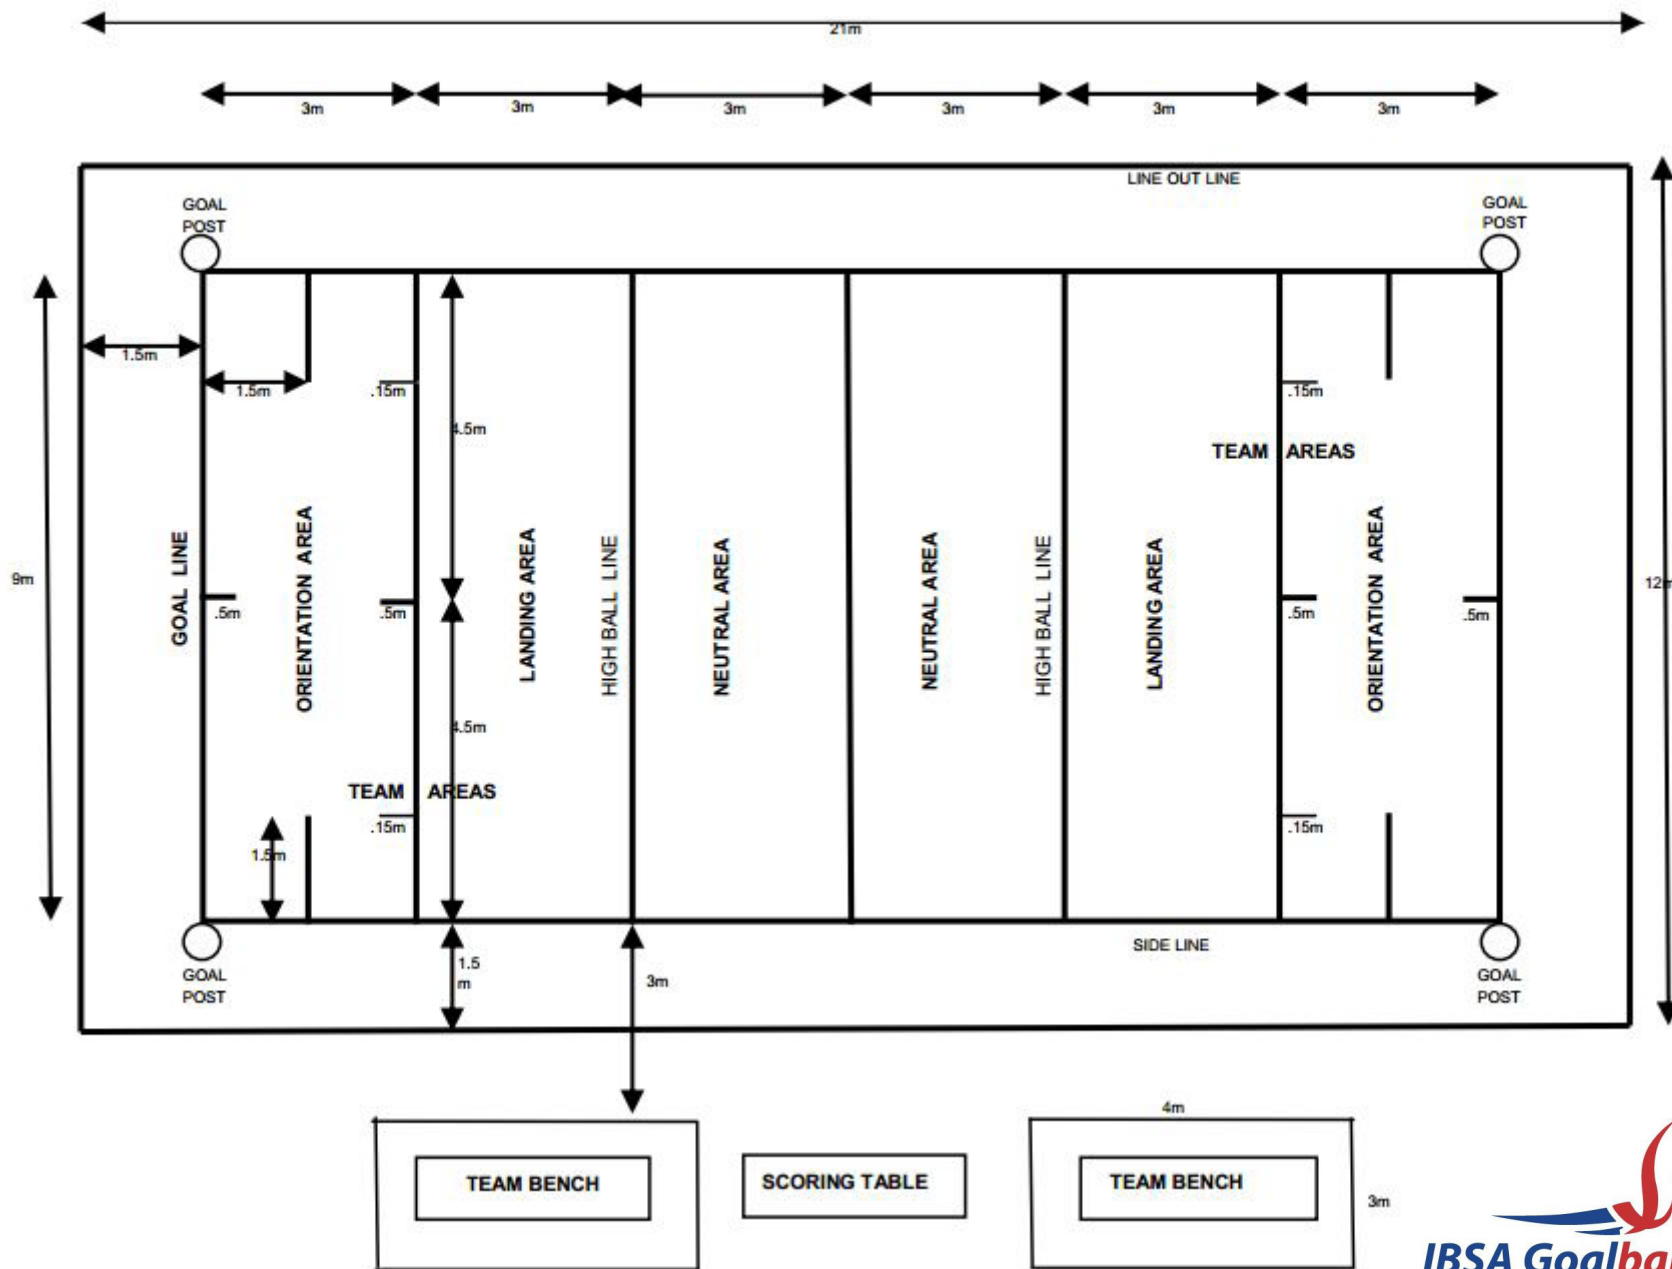 21m
3m 3m 3m 3m 3m 3m
LINE OUT LINE
GOAL
POST
GOAL
POST
1.5m
1.5m
.15m
.15m
4.5m
TEAM AREAS
9m
GOAL LINE
ORIENTATION AREA
LANDING AREA
HIGH BALL LINE
NEUTRAL AREA
NEUTRAL AREA
HIGH BALL LINE
LANDING AREA
ORIENTATION AREA
.5m
.5m
.5m
.5m
4.5m
TEAM AREAS
.15m
.15m
1.5m
SIDE LINE
GOAL
POST
1.5
m
3m
GOAL
POST
4m
TEAM BENCH
SCORING TABLE
TEAM BENCH
3m
IBSA